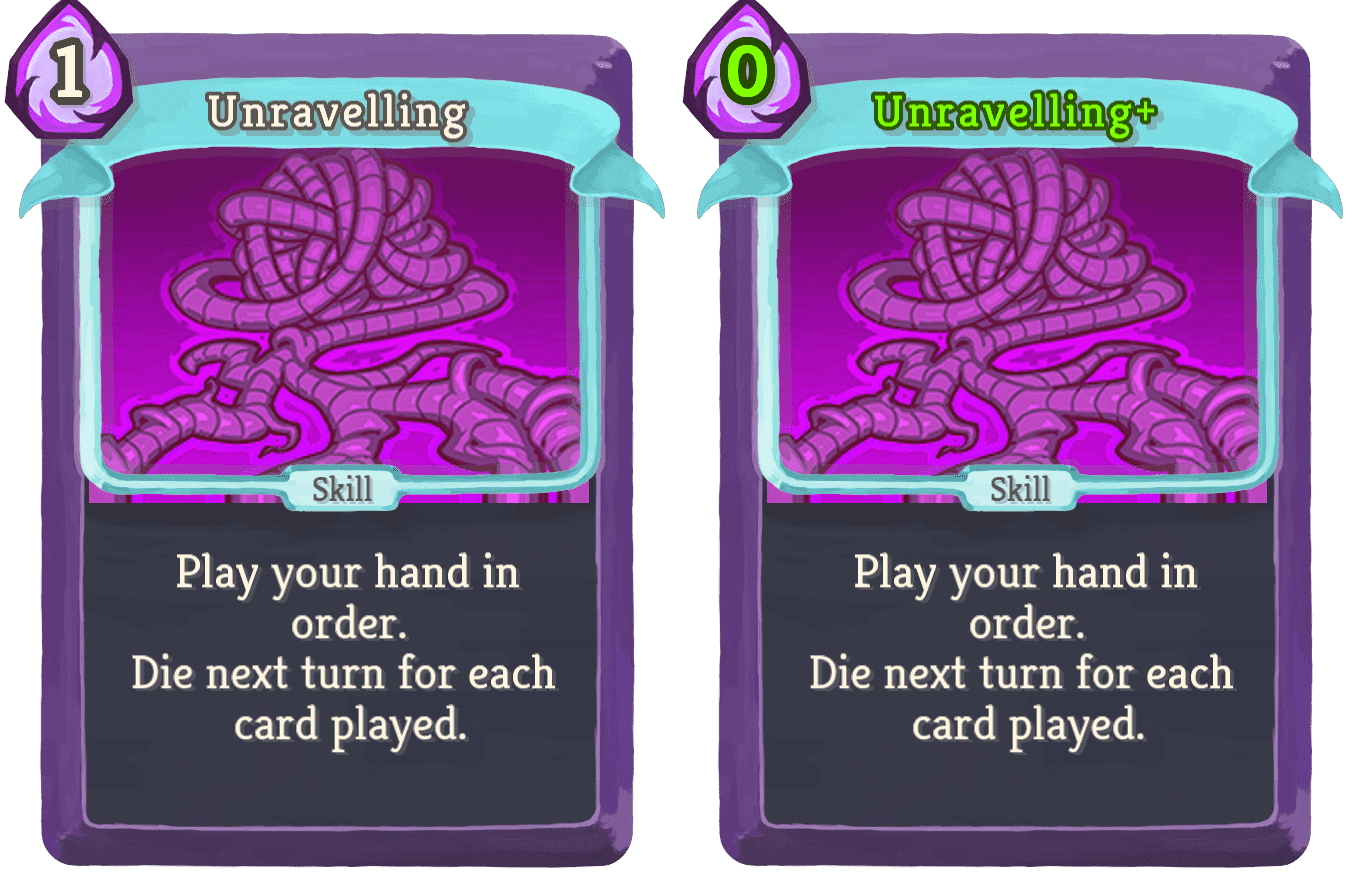 1
Unravelling
Skill
Play your hand in
order.
Die next turn for each
card played.
0
Unravelling+
Skill
Play your hand in
order.
Die next turn for each
card played.